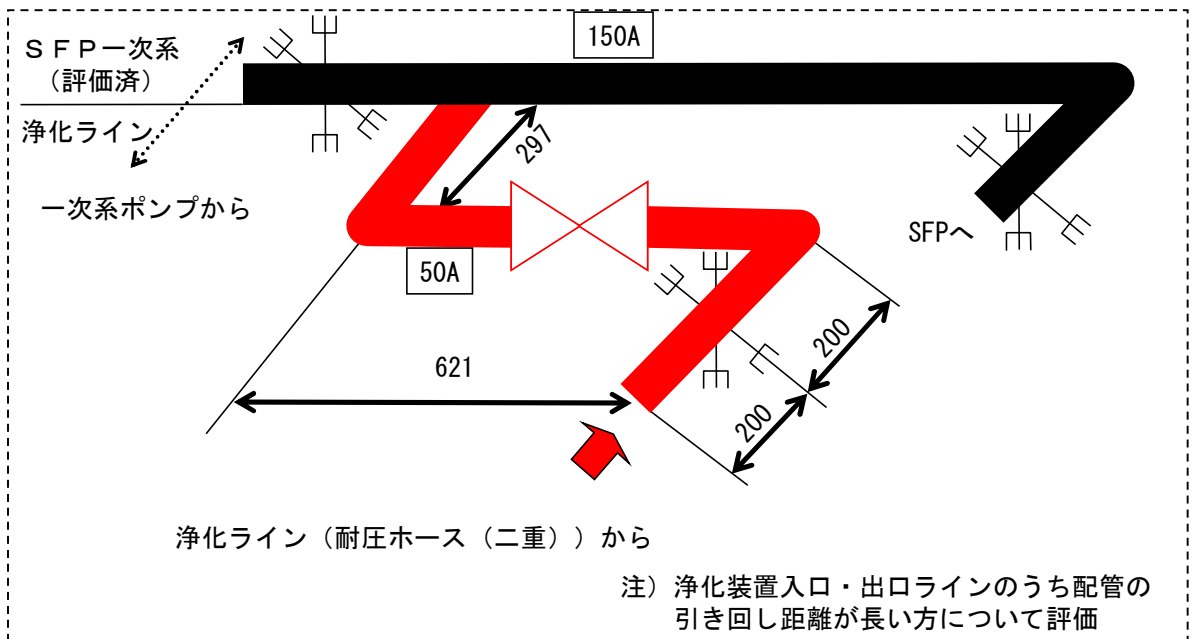 150A
ＳＦＰ一次系
（評価済）
浄化ライン
297
一次系ポンプから
SFPへ
50A
621
200
200
浄化ライン（耐圧ホース（二重））から
注）浄化装置入口・出口ラインのうち配管の
引き回し距離が長い方について評価